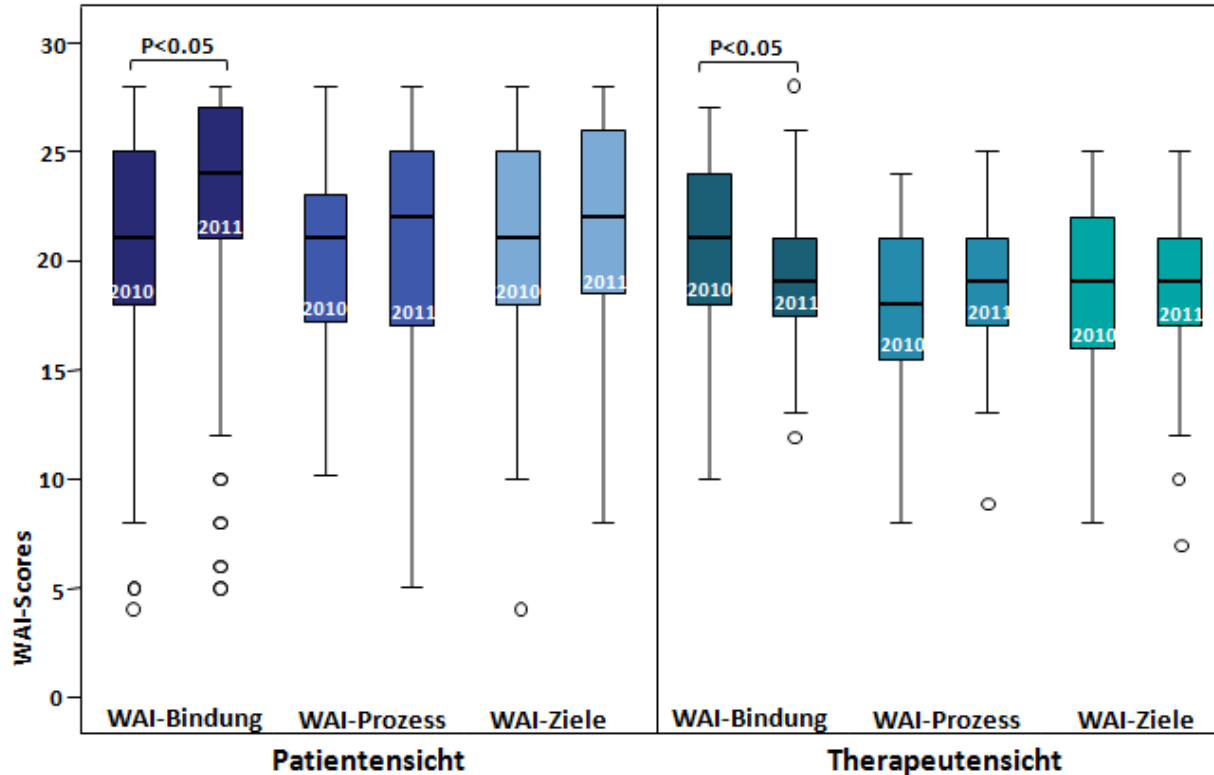 30
25
20
15
10
5
0
WAI-Scores
P<0.05
2010
2011
2010
2011
2010
2011
WAI-Bindung
WAI-Prozess
WAI-Ziele
Patientensicht
P<0.05
2010
2011
2010
2011
2010
2011
WAI-Bindung
WAI-Prozess
WAI-Ziele
Therapeutensicht